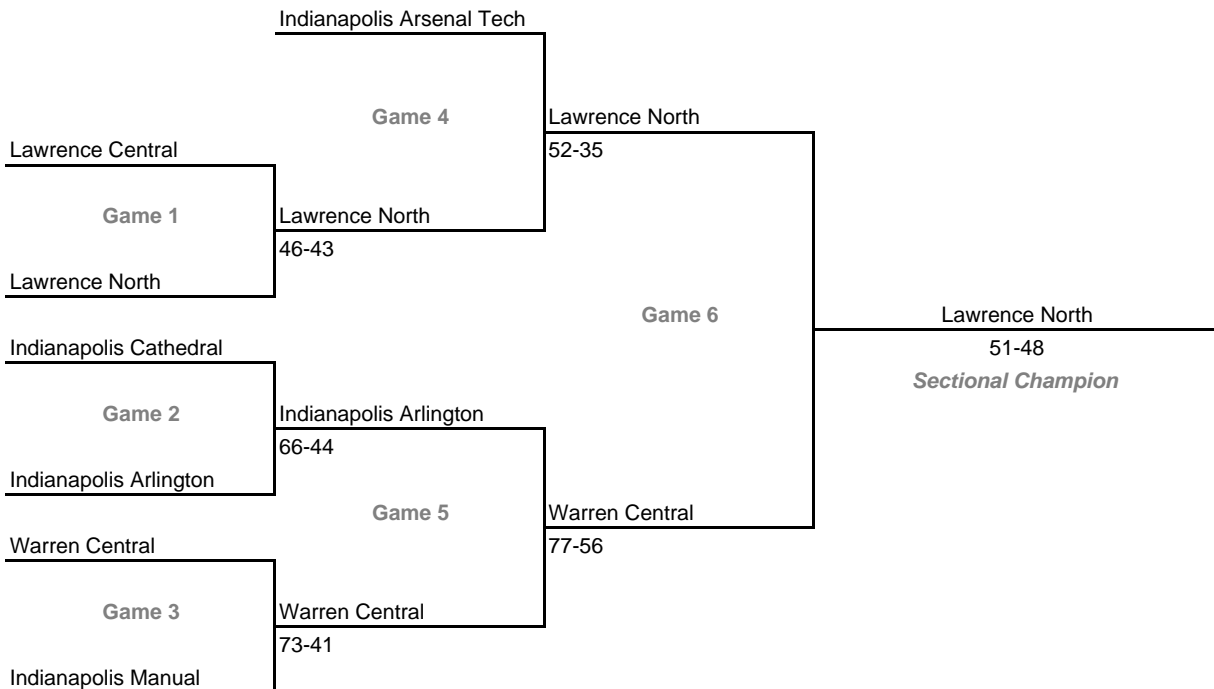 Indianapolis Arsenal Tech
Game 4
Lawrence North
Lawrence Central
52-35
Game 1
Lawrence North
46-43
Lawrence North
Game 6
Lawrence North
Indianapolis Cathedral
51-48
Sectional Champion
Game 2
Indianapolis Arlington
66-44
Indianapolis Arlington
Game 5
Warren Central
Warren Central
77-56
Game 3
Warren Central
73-41
Indianapolis Manual